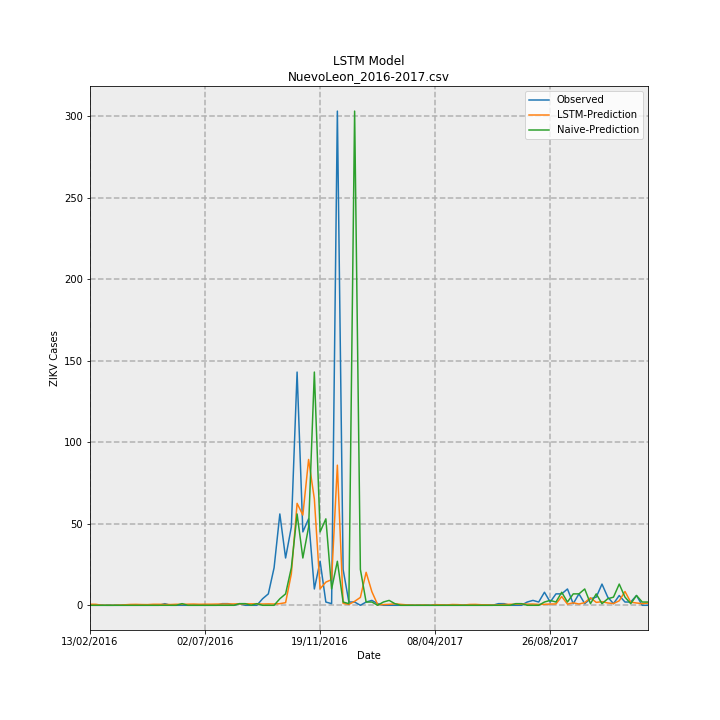 LSTM Model
NuevoLeon_2016-2017.csv
Observed
LSTM-Prediction
Naive-Prediction
300
250
200
150
100
50
0
ZIKV Cases
13/02/2016
02/07/2016
19/11/2016
08/04/2017
26/08/2017
Date